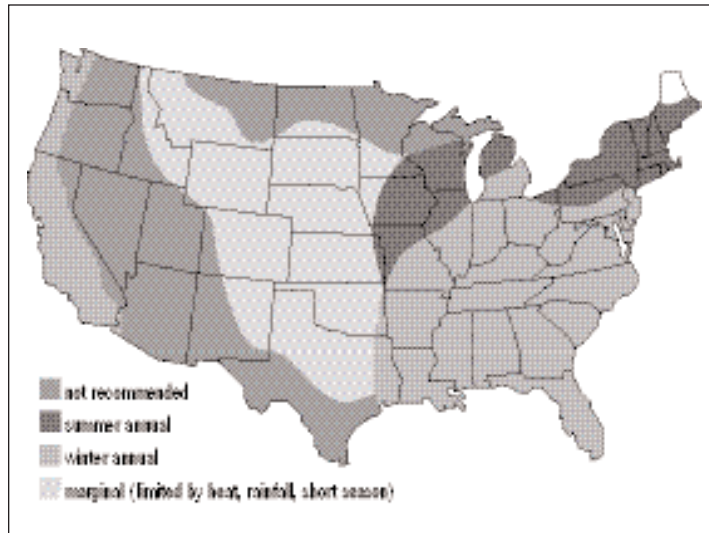 not recommended
summer annual
winter annual
marginal (limited by heat, rainfall, short season)